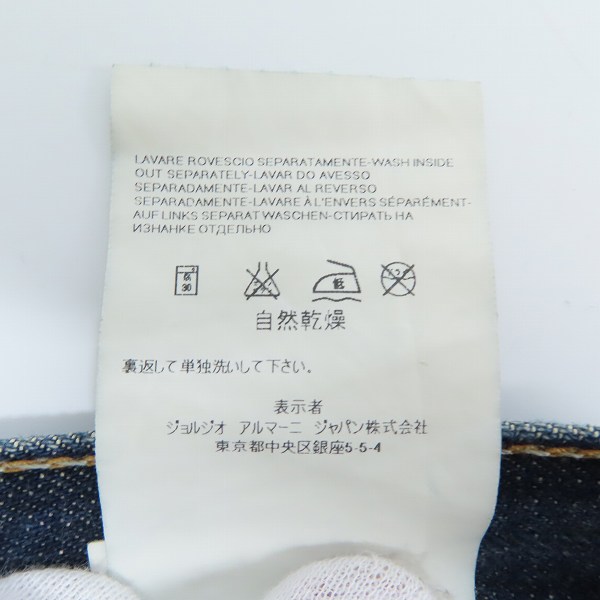 LAVARE ROVESCIO SEPARATAMENTE-WASH INSIDE
OUT SEPARATELY-LAVAR DO AVESSO
SEPARADAMENTE-LAVAR AL REVERSO
SEPARADAMENTE-LAVARE À L'ENVERS SÉPARÉMENT-
AUF LINKS SEPARAT WASCHEN-СТИРАТЬ НА
ИЗНАНКЕ ОТДЕЛЬНО
30
低
自然乾燥
裏返して単独洗いして下さい。
表示者
ジョルジオ アルマーニ ジャパン株式会社
東京都中央区銀座5-5-4